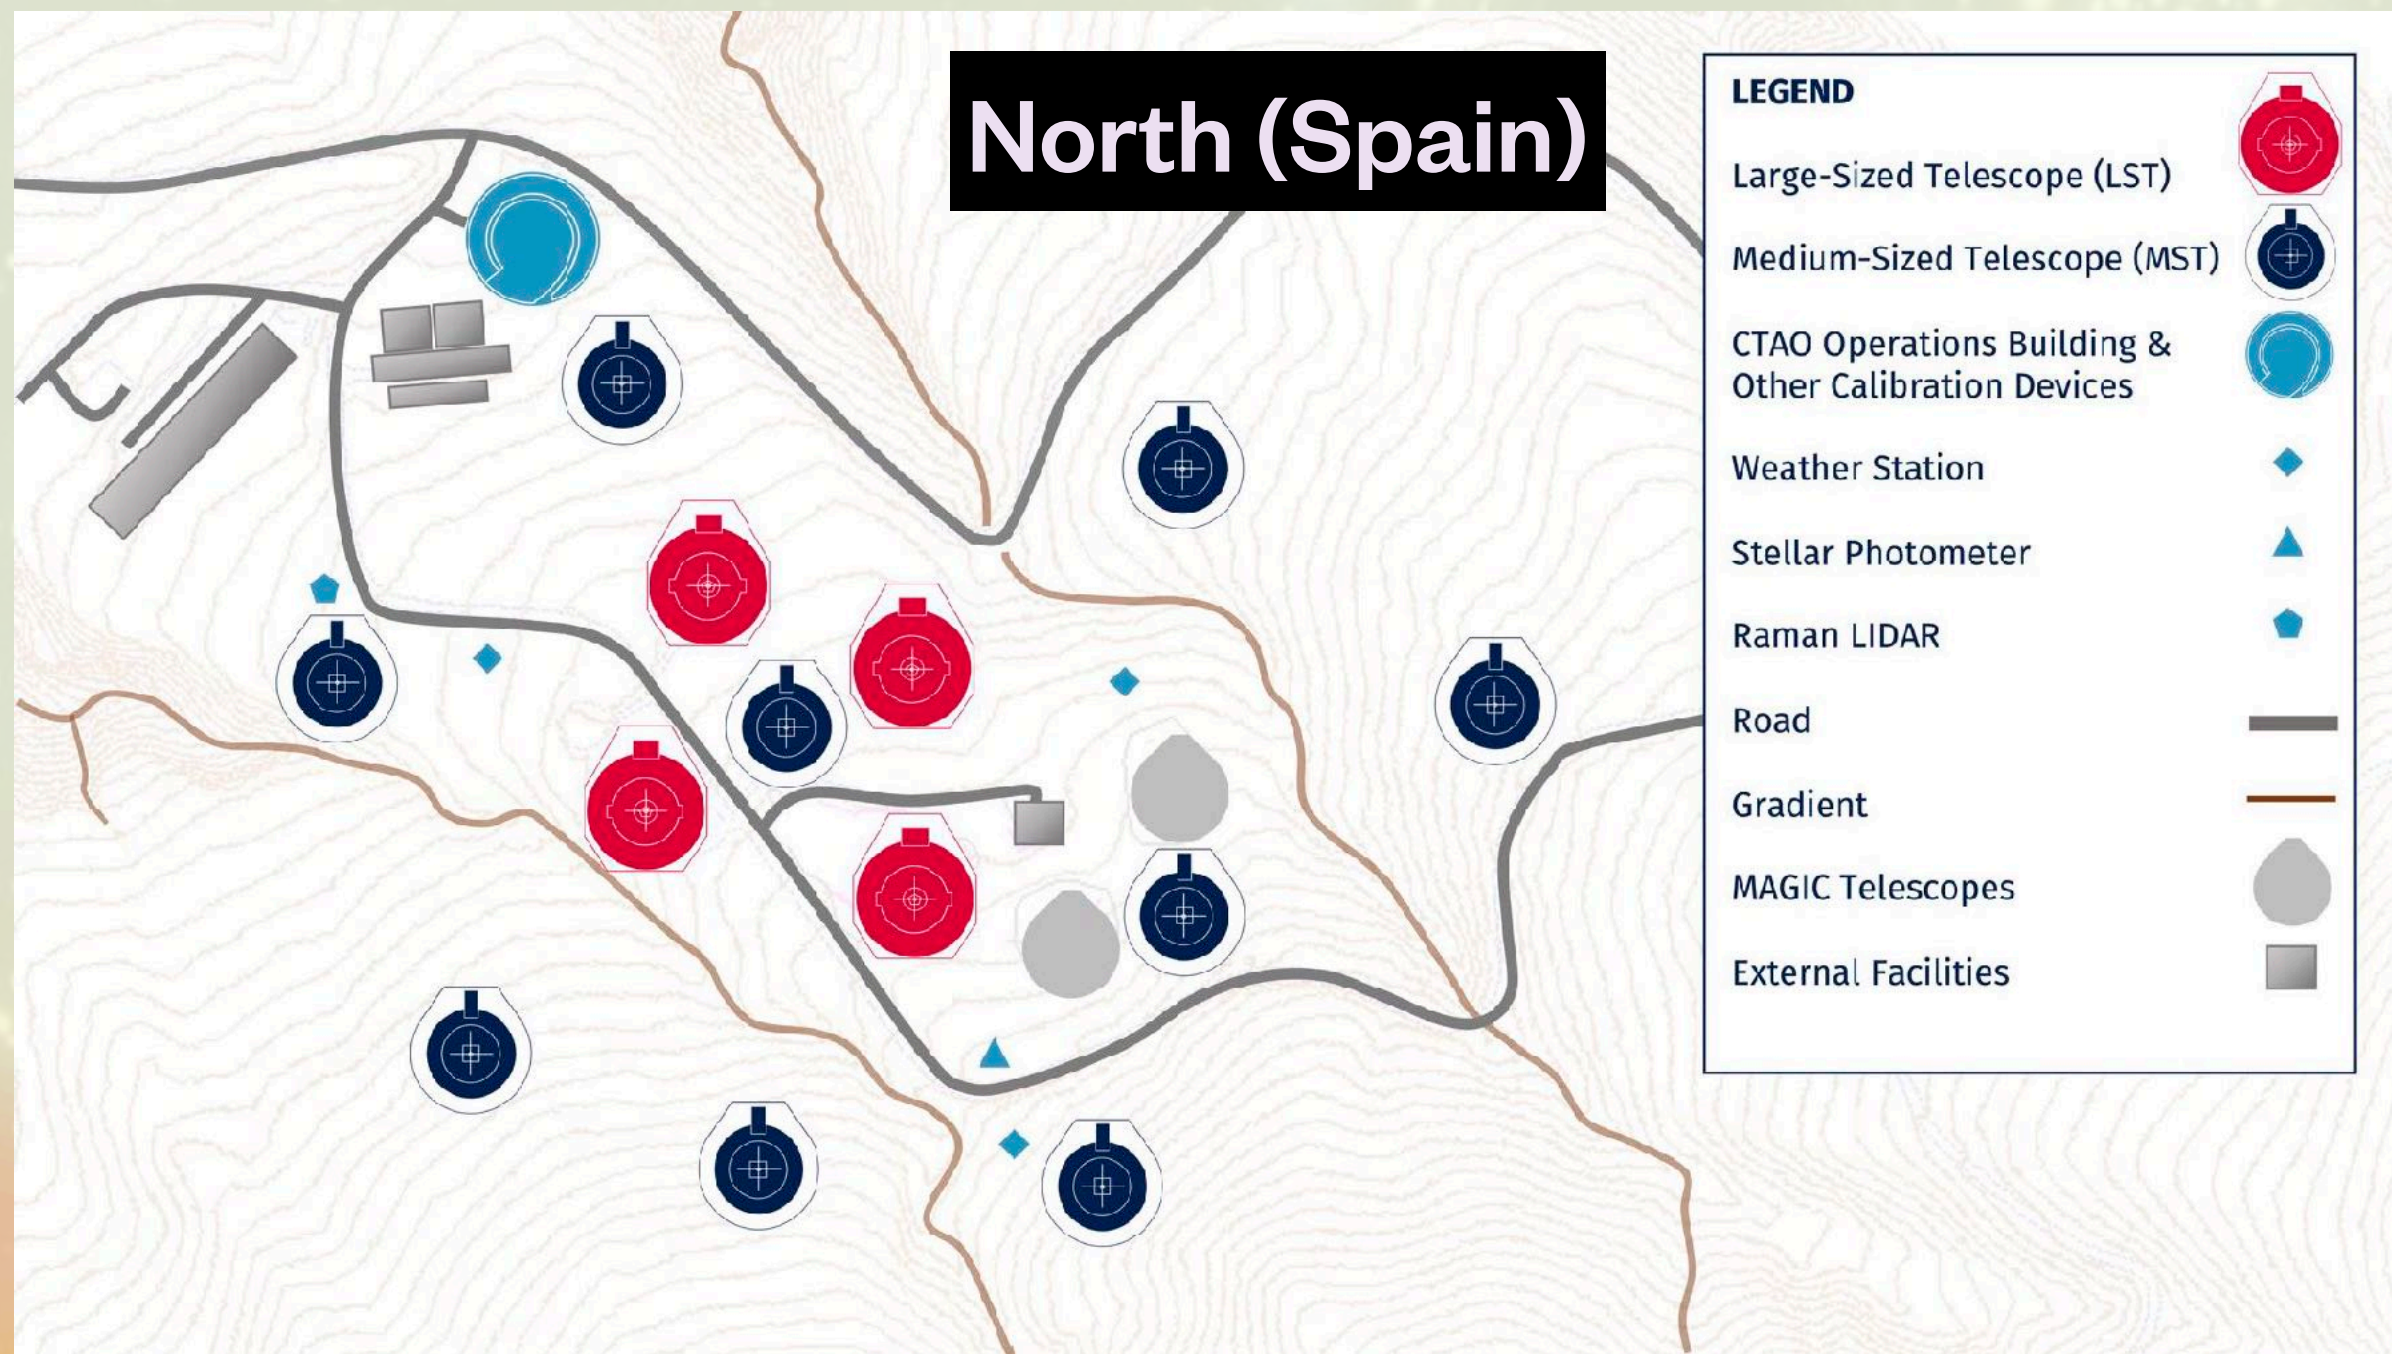 North (Spain)
LEGEND
Large-Sized Telescope (LST)
Medium-Sized Telescope (MST)
CTAO Operations Building &
Other Calibration Devices
Weather Station
Stellar Photometer
Raman LIDAR
Road
Gradient
MAGIC Telescopes
External Facilities